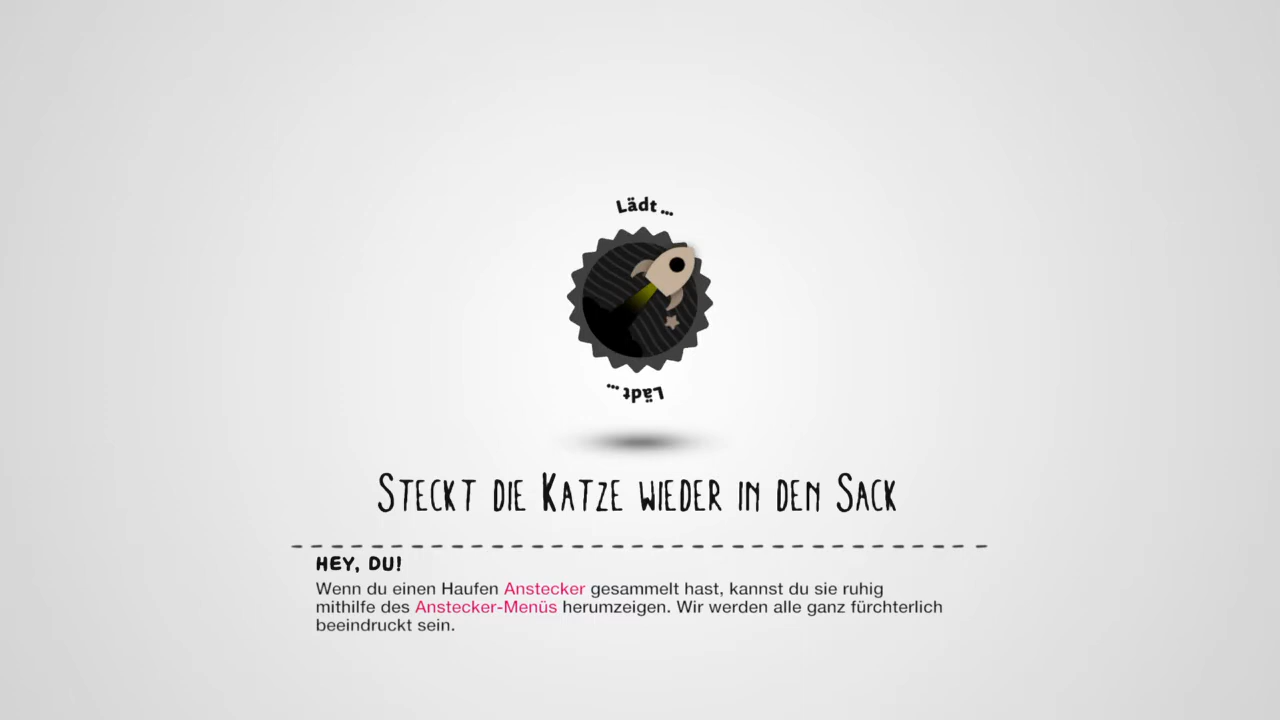 Lädt...
Lädt...
Steckt die Katze wieder in den Sack
HEY, DU!
Wenn du einen Haufen Anstecker gesammelt hast, kannst du sie ruhig
mithilfe des Anstecker-Menüs herumzeigen. Wir werden alle ganz fürchterlich
beeindruckt sein.